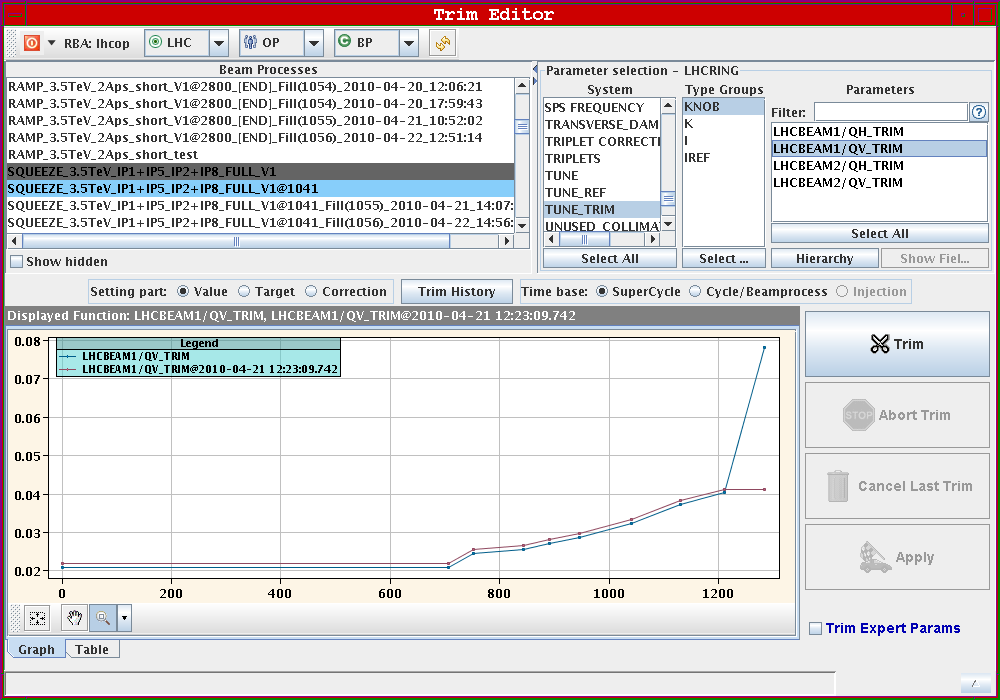 Trim Editor
RBA: lhcop
LHC
OP
BP
Beam Processes
RAMP_3.5TeV_2Aps_short_V1@2800_[END]_Fill(1054)_2010-04-20_12:06:21
RAMP_3.5TeV_2Aps_short_V1@2800_[END]_Fill(1054)_2010-04-20_17:59:43
RAMP_3.5TeV_2Aps_short_V1@2800_[END]_Fill(1055)_2010-04-21_10:52:02
RAMP_3.5TeV_2Aps_short_V1@2800_[END]_Fill(1056)_2010-04-22_12:51:14
RAMP_3.5TeV_2Aps_short_test
SQUEEZE_3.5TeV_IP1+IP5_IP2+IP8_FULL_V1
SQUEEZE_3.5TeV_IP1+IP5_IP2+IP8_FULL_V1@1041
SQUEEZE_3.5TeV_IP1+IP5_IP2+IP8_FULL_V1@1041_Fill(1055)_2010-04-21_14:07:
SQUEEZE_3.5TeV_IP1+IP5_IP2+IP8_FULL_V1@1041_Fill(1056)_2010-04-22_14:56:
Show hidden
Parameter selection - LHCRING
System
SPS FREQUENCY
TRANSVERSE_DAM
TRIPLET CORRECTI
TRIPLETS
TUNE
TUNE_REF
TUNE_TRIM
UNUSED_COLLIMA
Select All
Type Groups
KNOB
K
I
IREF
Select ...
Parameters
Filter:
?
LHCBEAM1/QH_TRIM
LHCBEAM1/QV_TRIM
LHCBEAM2/QH_TRIM
LHCBEAM2/QV_TRIM
Select All
Hierarchy
Show Fiel...
Setting part: Value Target Correction
Trim History
Time base: SuperCycle Cycle/Beamprocess Injection
Displayed Function: LHCBEAM1/QV_TRIM, LHCBEAM1/QV_TRIM@2010-04-21 12:23:09.742
Legend
LHCBEAM1/QV_TRIM
LHCBEAM1/QV_TRIM@2010-04-21 12:23:09.742
0.08
0.07
0.06
0.05
0.04
0.03
0.02
0 200 400 600 800 1000 1200
Trim
STOP Abort Trim
Cancel Last Trim
Apply
Trim Expert Params
Graph
Table